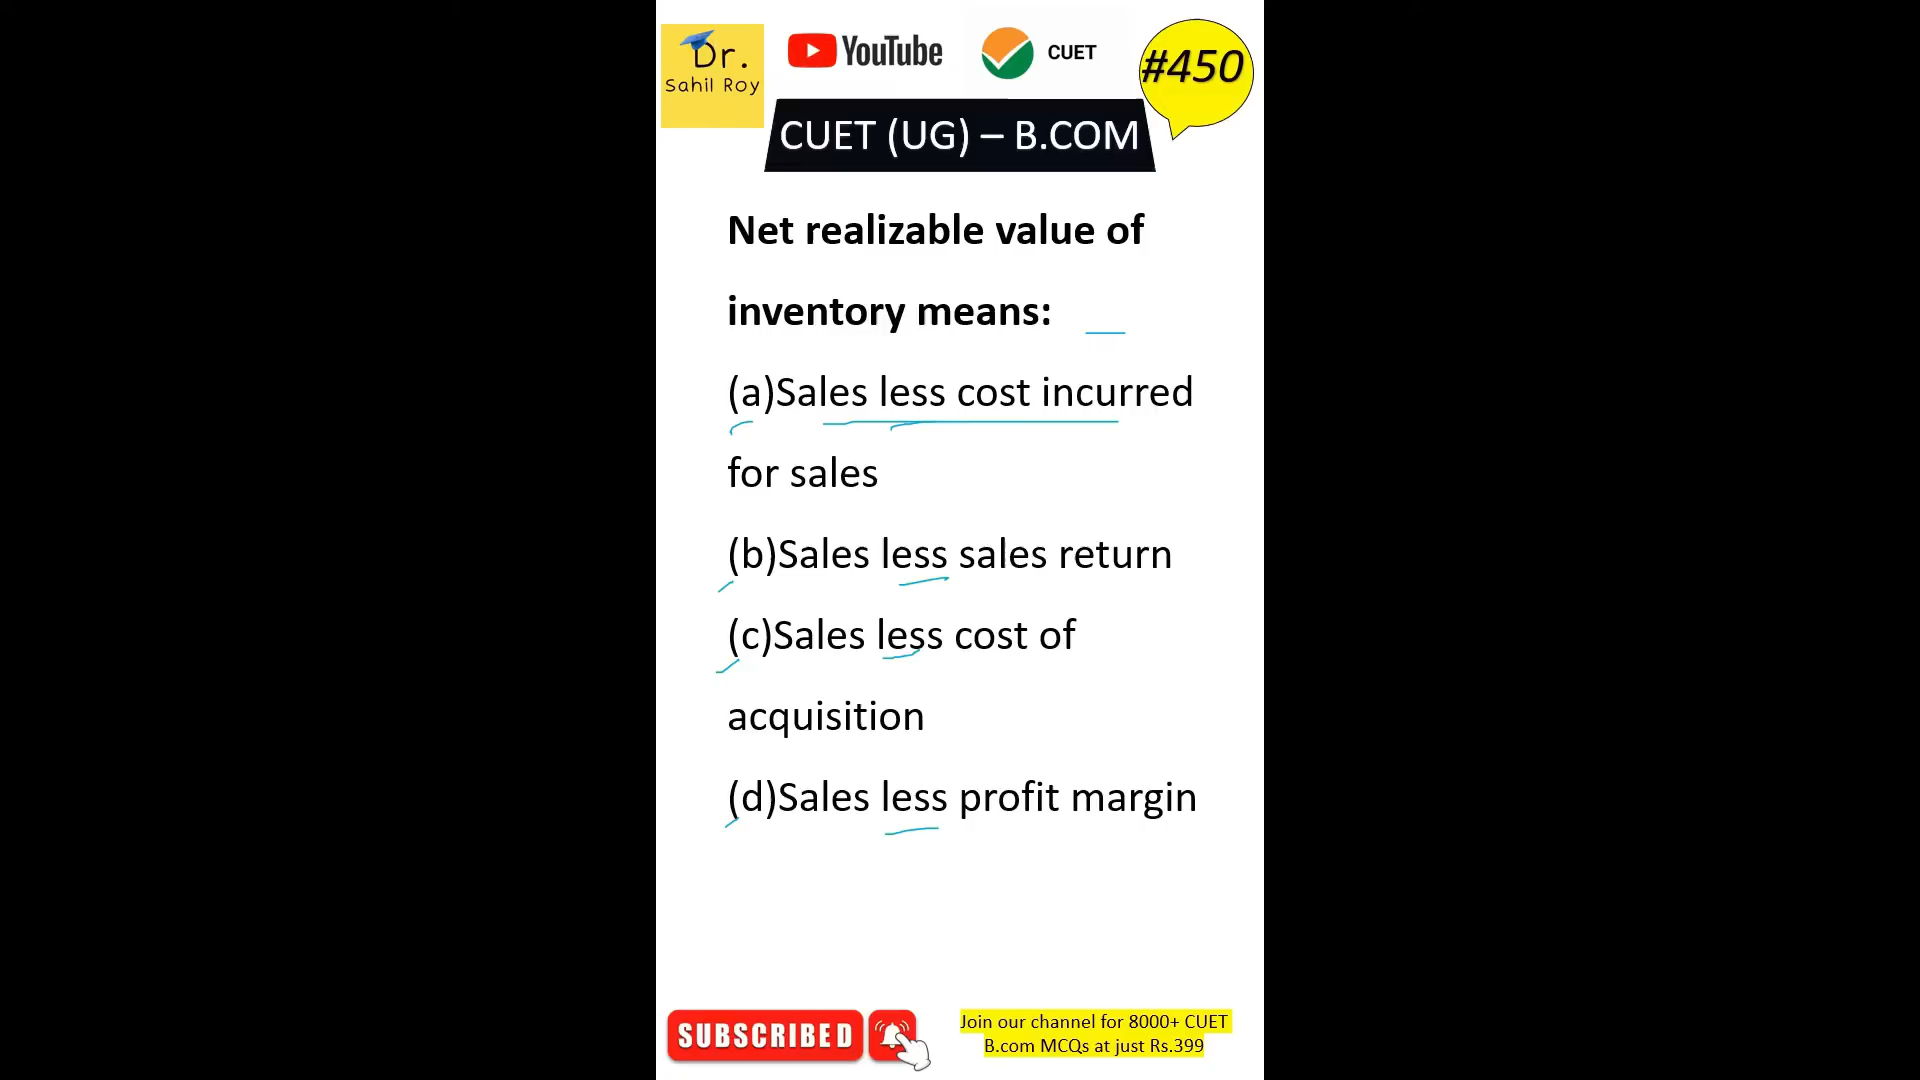 Dr.
Sahil Roy
YouTube
CUET
#450
CUET (UG) – B.COM
Net realizable value of
inventory means:
(a)Sales less cost incurred
for sales
(b)Sales less sales return
(c)Sales less cost of
acquisition
(d)Sales less profit margin
SUBSCRIBED
Join our channel for 8000+ CUET
B.com MCQs at just Rs.399